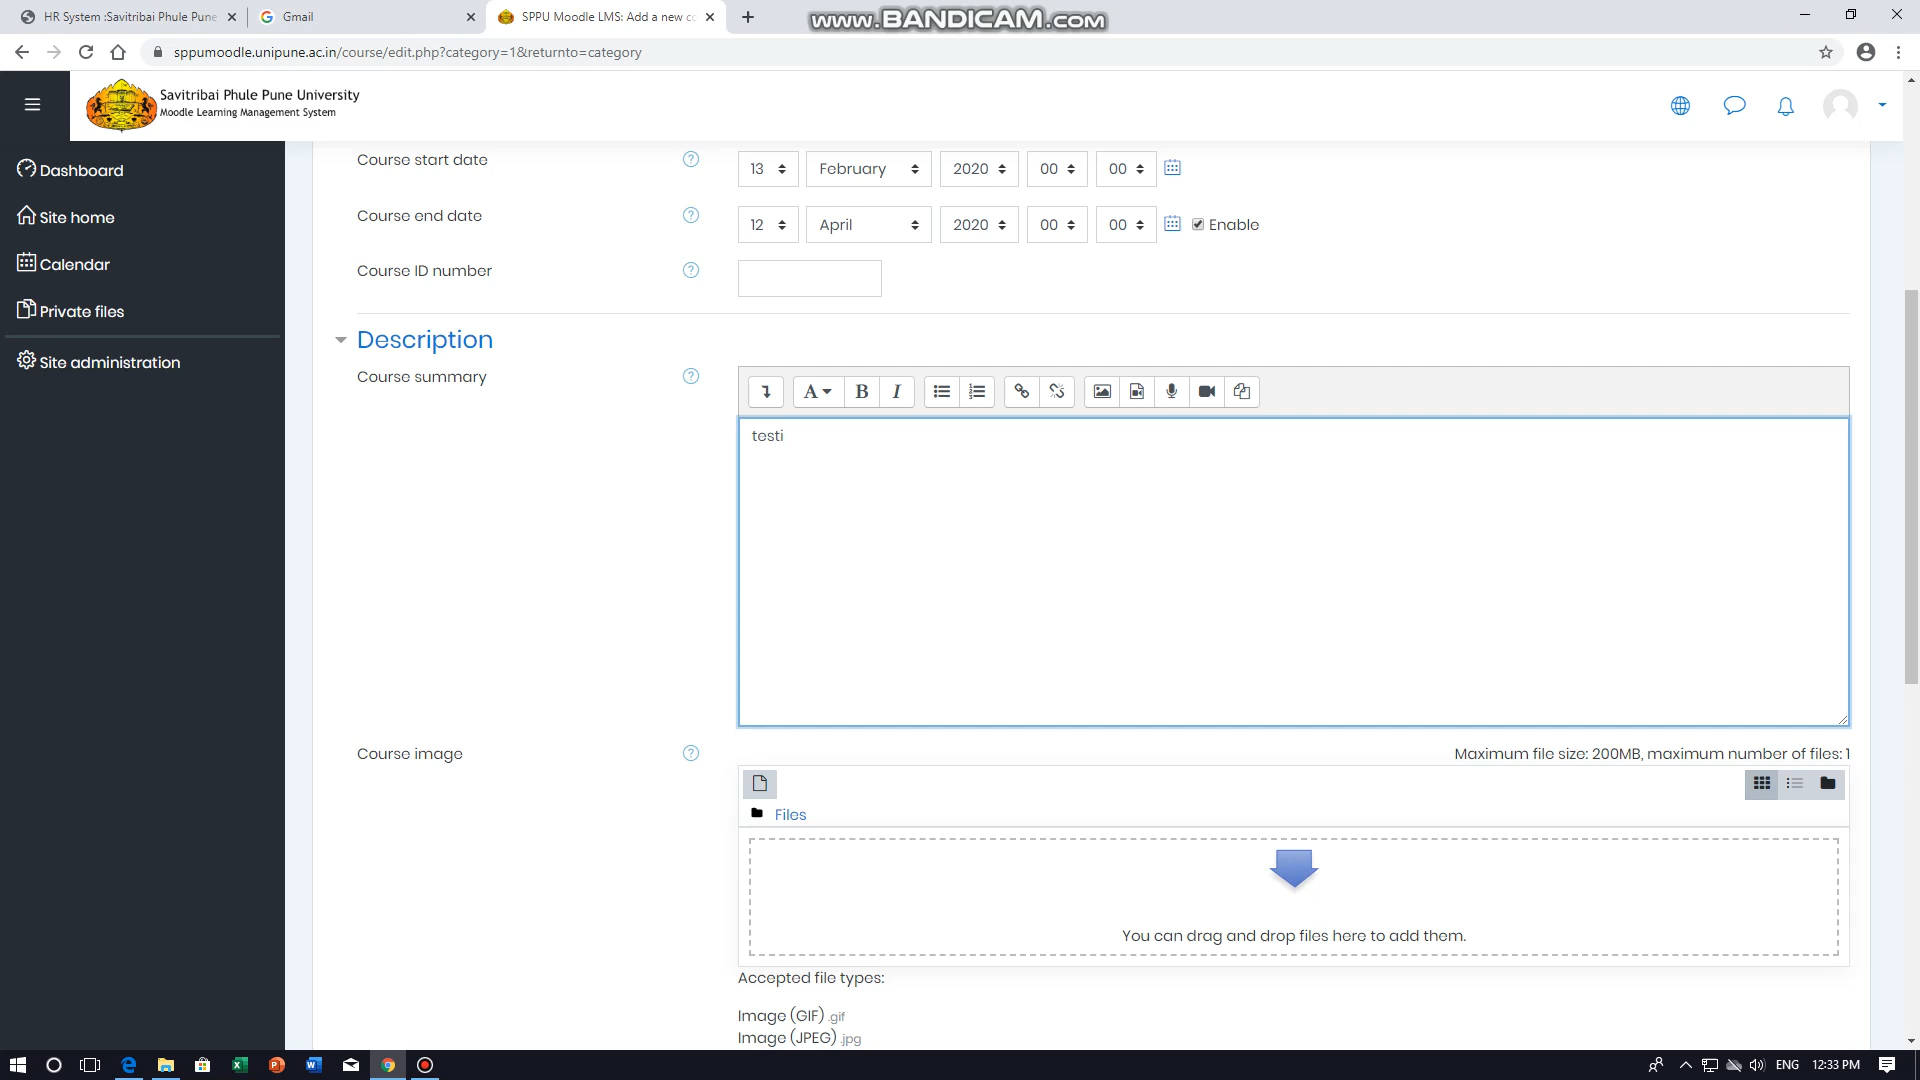 HR System :Savitribai Phule Pune
Gmail
SPPU Moodle LMS: Add a new co
www.BANDICAM.com
sppumoodle.unipune.ac.in/course/edit.php?category=1&returnto=category
Savitribai Phule Pune University
Moodle Learning Management System
Dashboard
Site home
Calendar
Private files
Site administration
Course start date
13 February 2020 00 00
Course end date
12 April 2020 00 00 Enable
Course ID number
Description
Course summary
A B I
testi
Course image
Maximum file size: 200MB, maximum number of files: 1
Files
You can drag and drop files here to add them.
Accepted file types:
Image (GIF) .gif
Image (JPEG) .jpg
ENG 12:33 PM